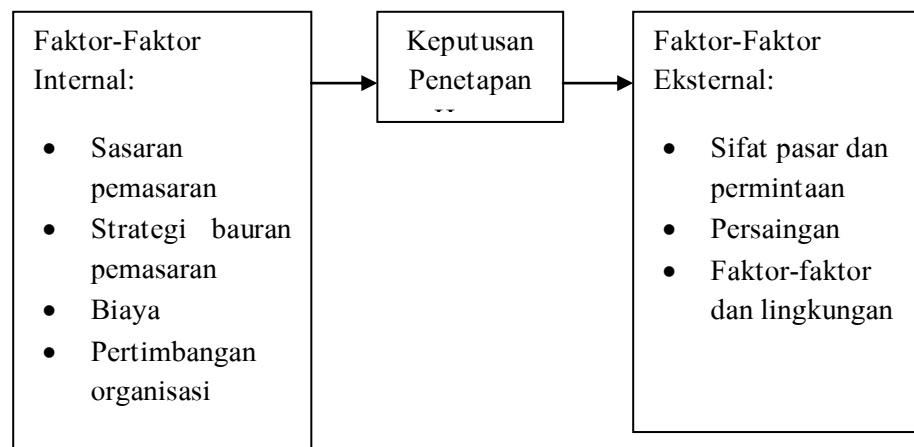 Faktor-Faktor
Internal:
• Sasaran
pemasaran
• Strategi bauran
pemasaran
• Biaya
• Pertimbangan
organisasi
Keputusan
Penetapan
Faktor-Faktor
Eksternal:
• Sifat pasar dan
permintaan
• Persaingan
• Faktor-faktor
dan lingkungan